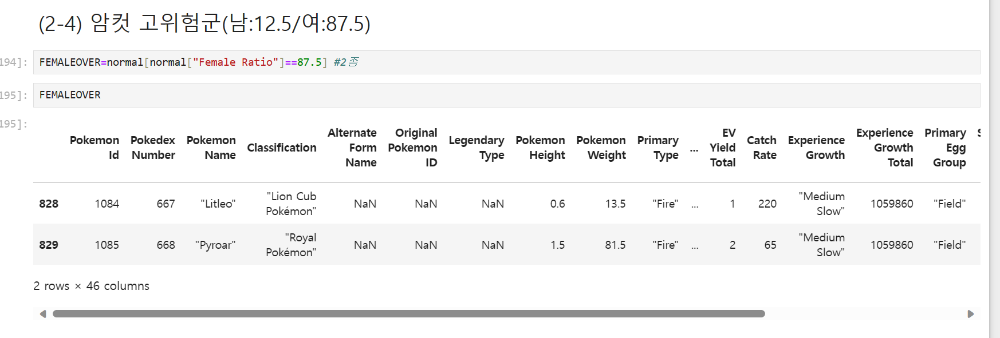 (2-4) 암컷 고위험군(남:12.5/여:87.5)
194]: FEMALEOVER=normal[normal["Female Ratio"]==87.5] #2종
195]: FEMALEOVER
195]:
Pokemon Id Pokedex Number Pokemon Name Classification Alternate Form Name Original Pokemon ID Legendary Type Pokemon Height Pokemon Weight Primary Type ... EV Yield Total Catch Rate Experience Growth Experience Growth Total Primary Egg Group S
828 1084 667 "Litleo" "Lion Cub Pokémon" NaN NaN NaN 0.6 13.5 "Fire" ... 1 220 "Medium Slow" 1059860 "Field"
829 1085 668 "Pyroar" "Royal Pokémon" NaN NaN NaN 1.5 81.5 "Fire" ... 2 65 "Medium Slow" 1059860 "Field"
2 rows × 46 columns